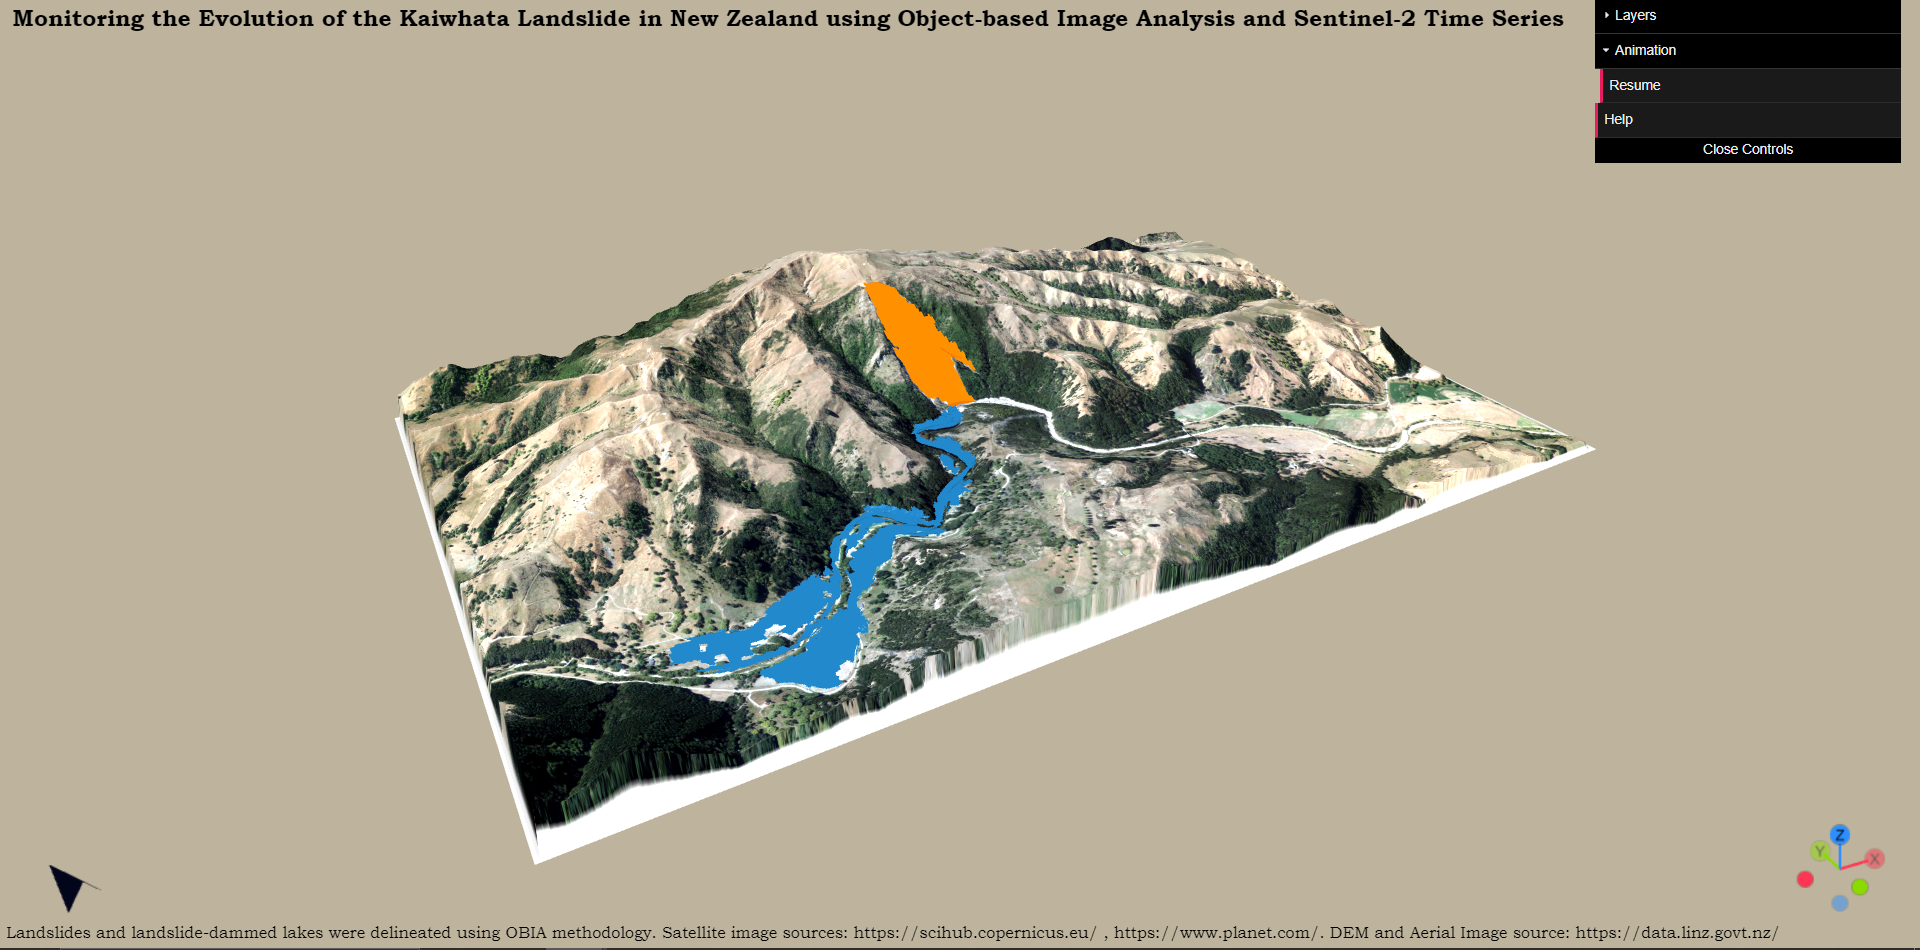 Monitoring the Evolution of the Kaiwhata Landslide in New Zealand using Object-based Image Analysis and Sentinel-2 Time Series
Layers
Animation
Resume
Help
Close Controls
Z
Y
X
Landslides and landslide-dammed lakes were delineated using OBIA methodology. Satellite image sources: https://scihub.copernicus.eu/ , https://www.planet.com/. DEM and Aerial Image source: https://data.linz.govt.nz/